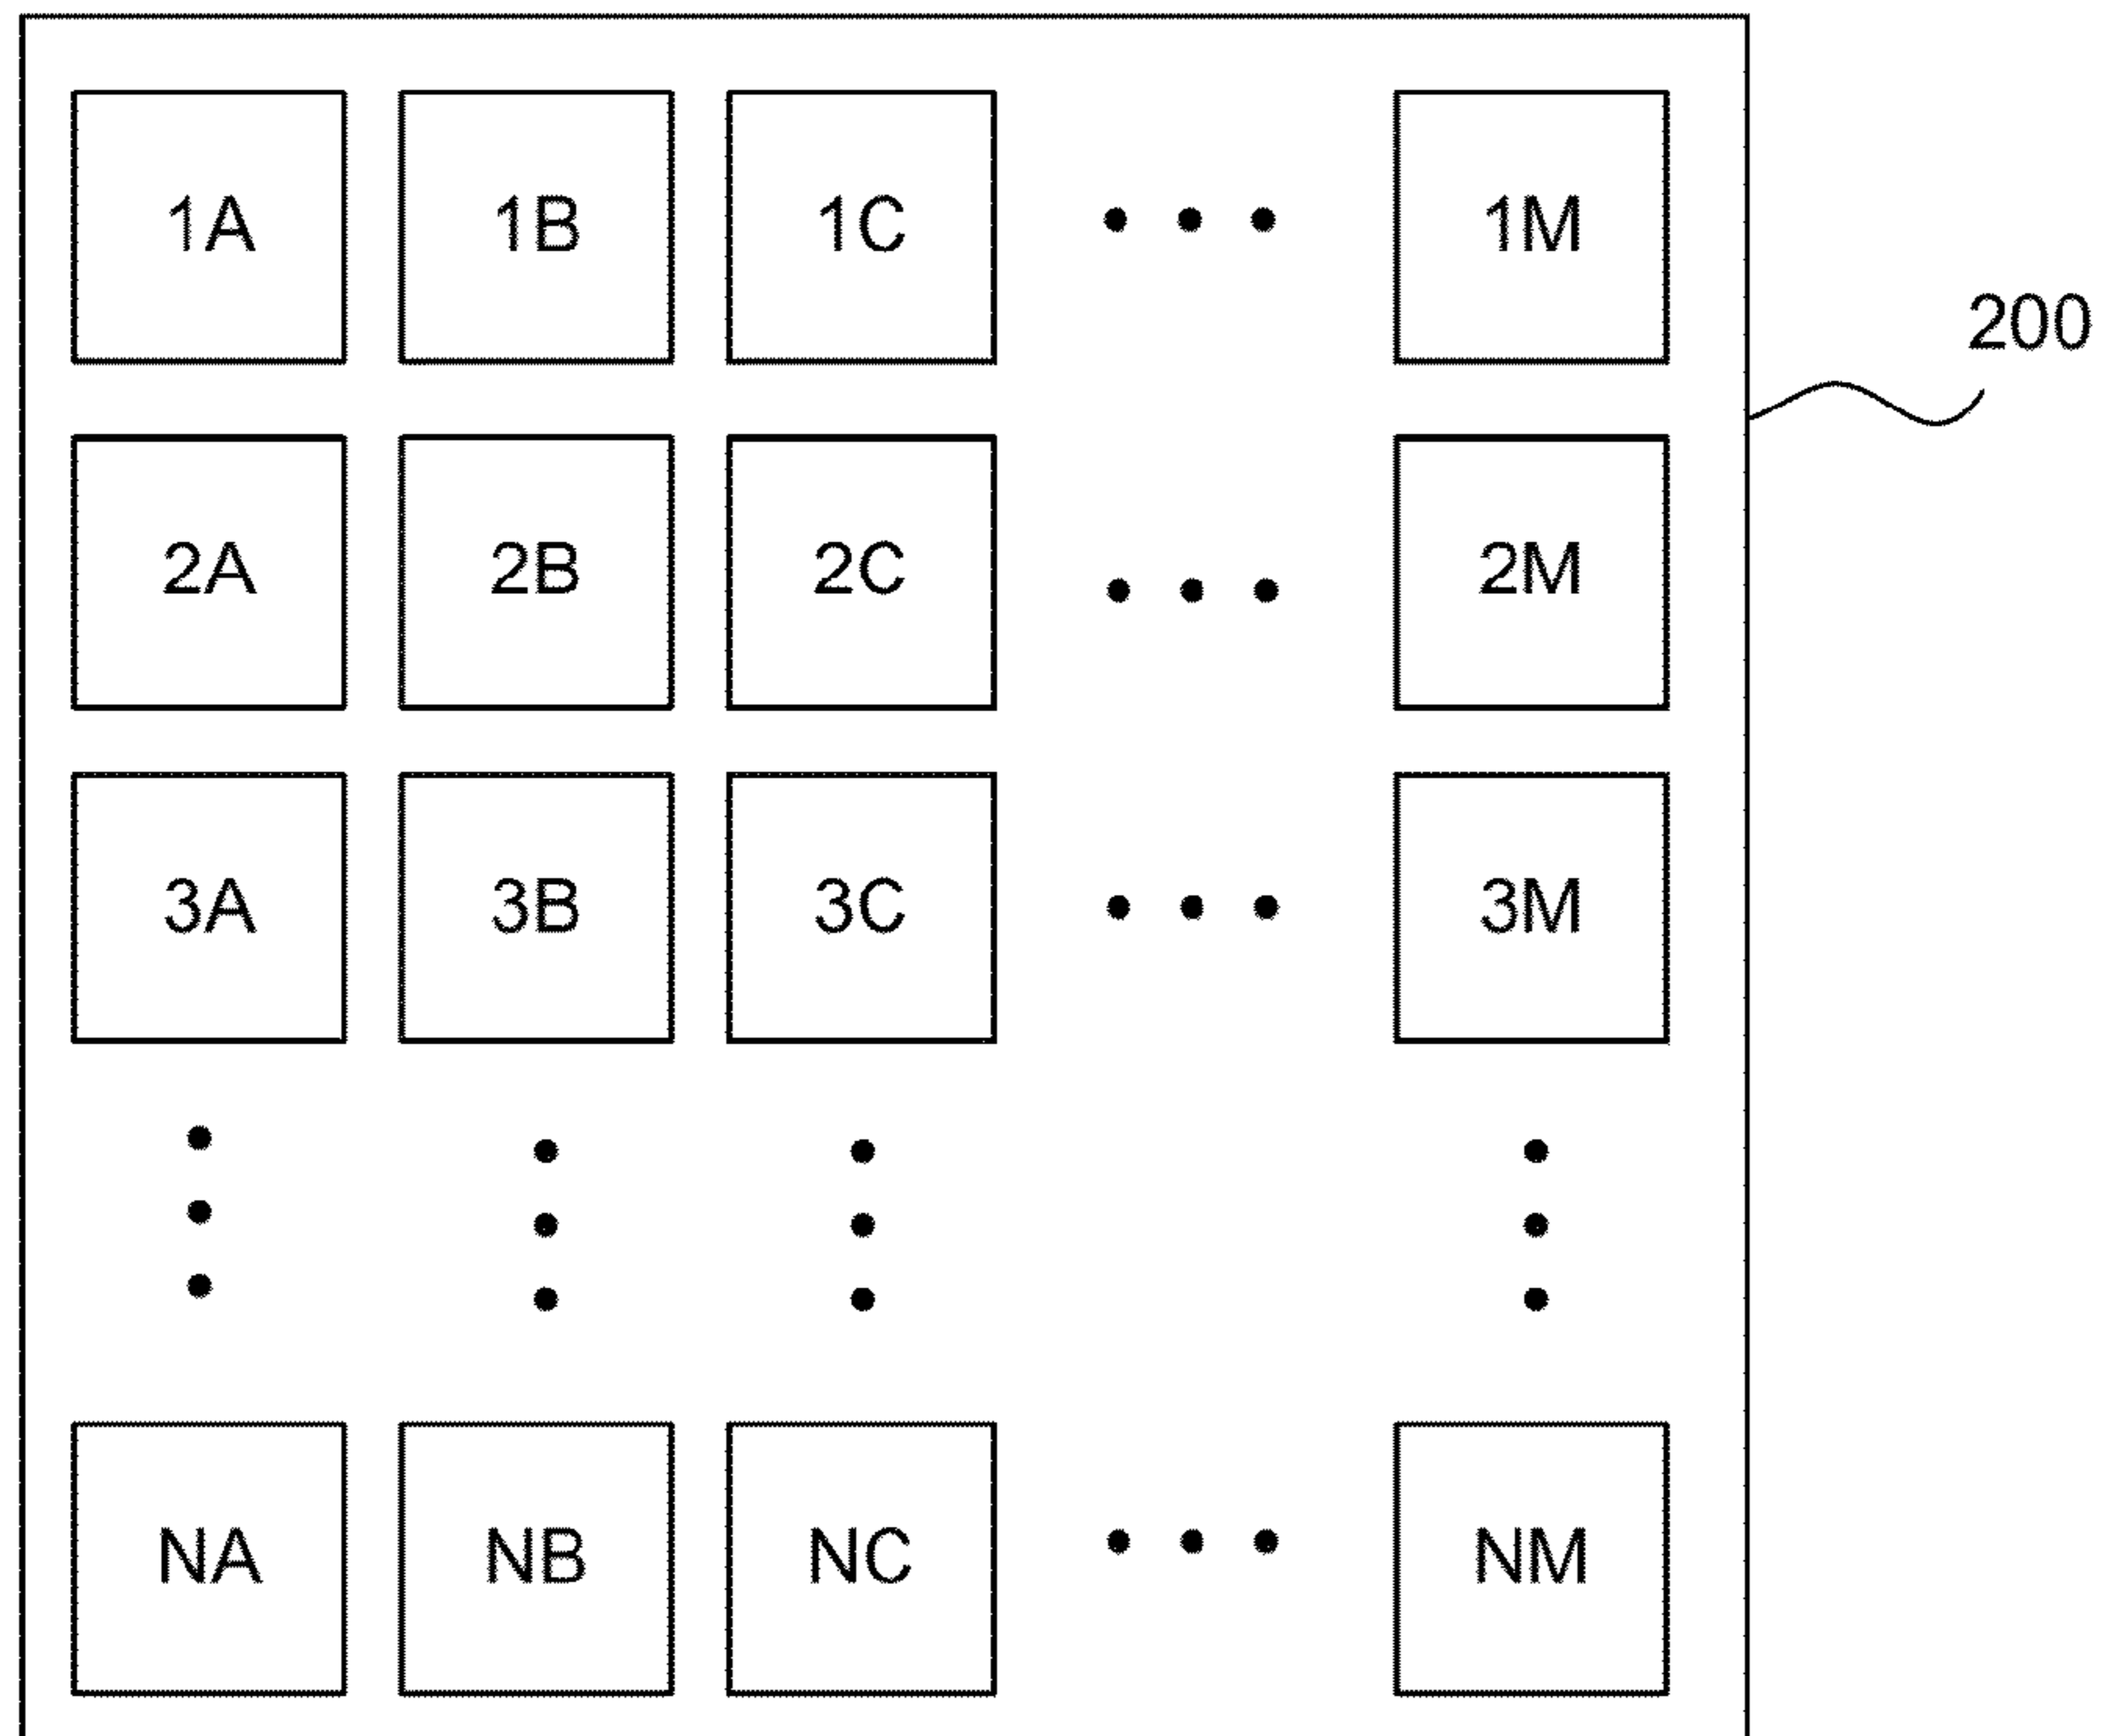 1A 1B 1C • • • 1M
200
2A 2B 2C • • • 2M
3A 3B 3C • • • 3M
NA NB NC • • • NM